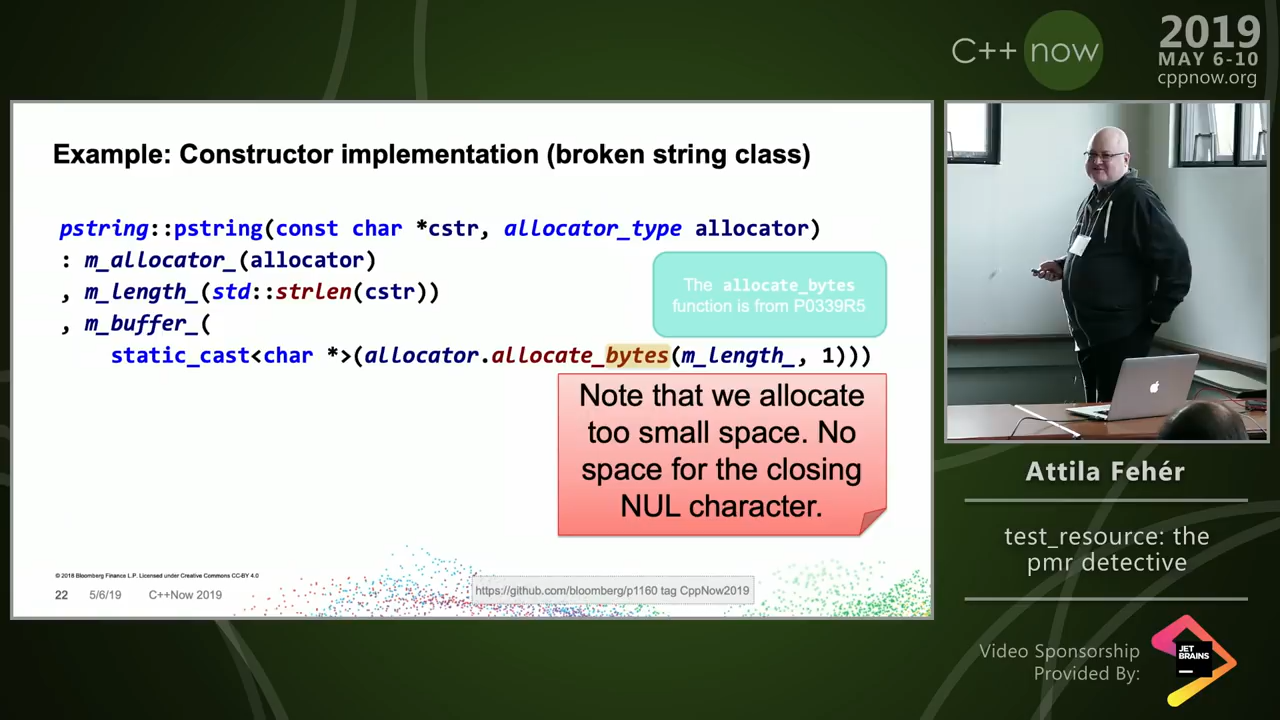 C++ now
2019
MAY 6-10
cppnow.org
Example: Constructor implementation (broken string class)
pstring::pstring(const char *cstr, allocator_type allocator)
: m_allocator_(allocator)
, m_length_(std::strlen(cstr))
, m_buffer_(
static_cast<char *>(allocator.allocate_bytes(m_length_, 1)))
The allocate_bytes
function is from P0339R5
Note that we allocate
too small space. No
space for the closing
NUL character.
© 2018 Bloomberg Finance L.P. Licensed under Creative Commons CC-BY 4.0
22 5/6/19 C++Now 2019
https://github.com/bloomberg/p1160 tag CppNow2019
Attila Fehér
test_resource: the
pmr detective
Video Sponsorship
Provided By:
JET
BRAINS